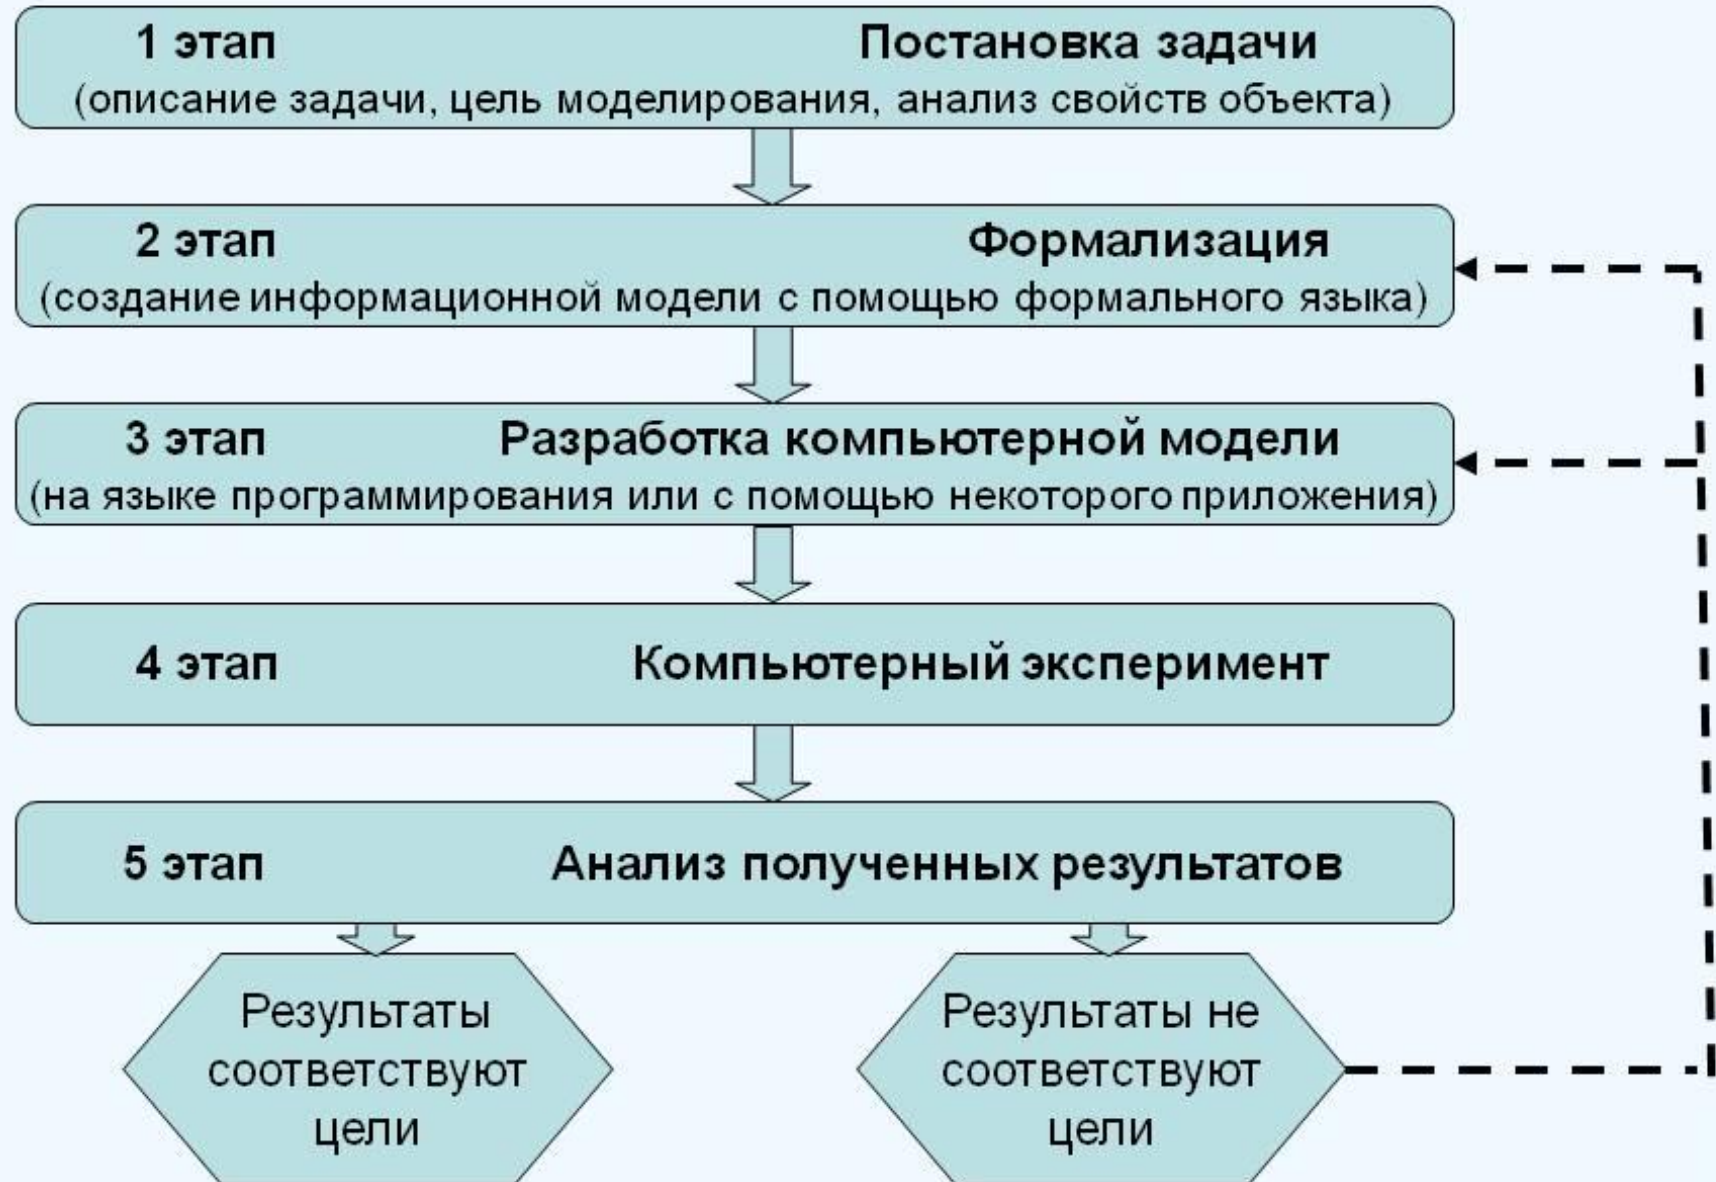 1 этап Постановка задачи
(описание задачи, цель моделирования, анализ свойств объекта)
2 этап Формализация
(создание информационной модели с помощью формального языка)
3 этап Разработка компьютерной модели
(на языке программирования или с помощью некоторого приложения)
4 этап Компьютерный эксперимент
5 этап Анализ полученных результатов
Результаты
соответствуют
цели
Результаты не
соответствуют
цели